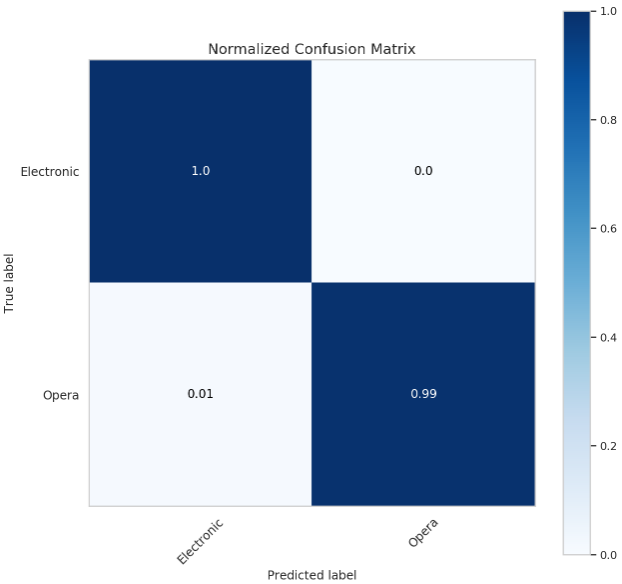 Normalized Confusion Matrix
True label
Electronic
1.0
0.0
Opera
0.01
0.99
Electronic
Opera
Predicted label
1.0
0.8
0.6
0.4
0.2
0.0